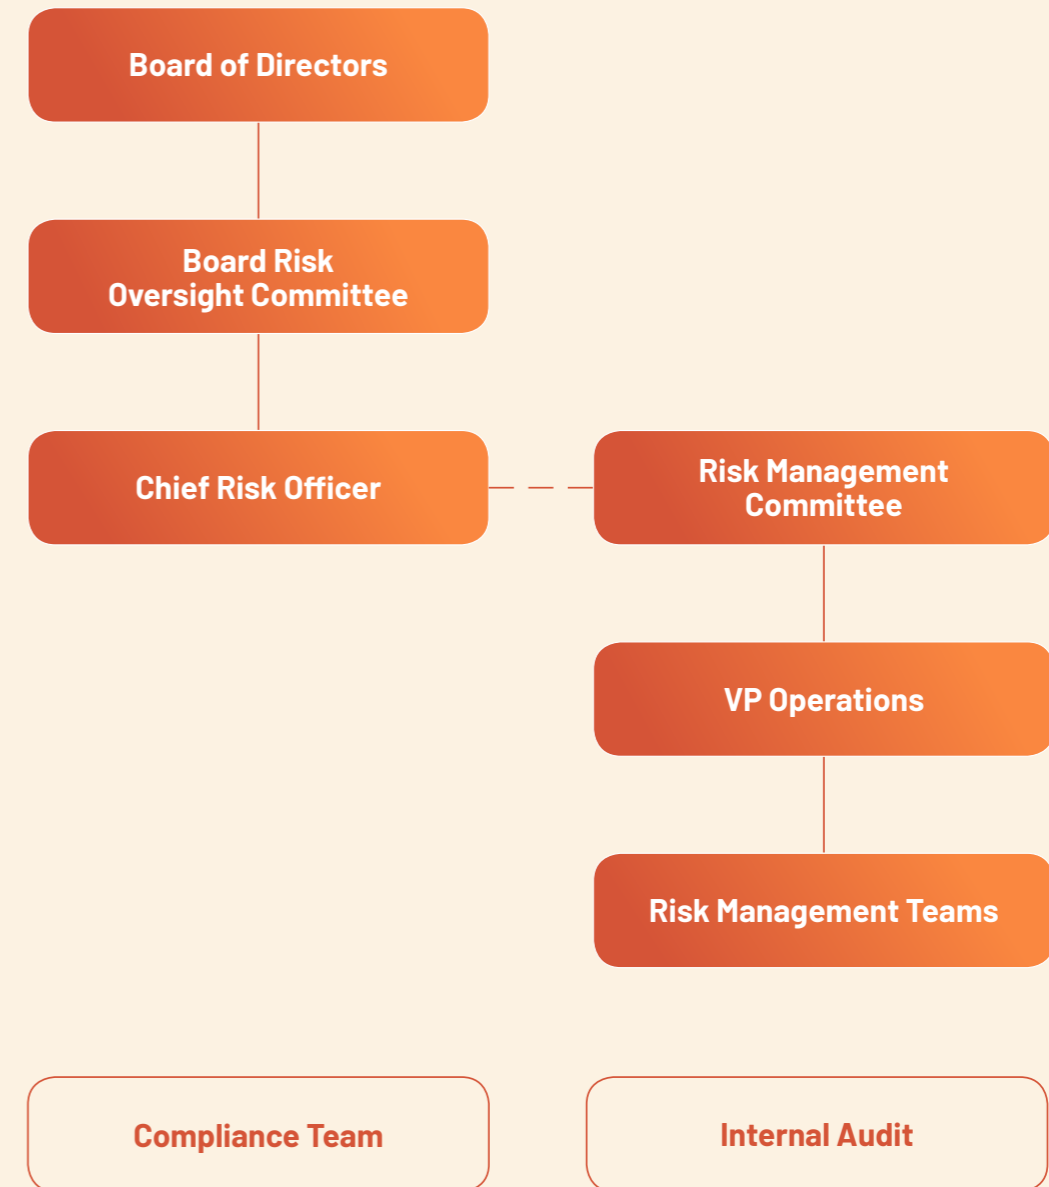 Board of Directors
Board Risk
Oversight Committee
Chief Risk Officer
Risk Management
Committee
VP Operations
Risk Management Teams
Compliance Team
Internal Audit